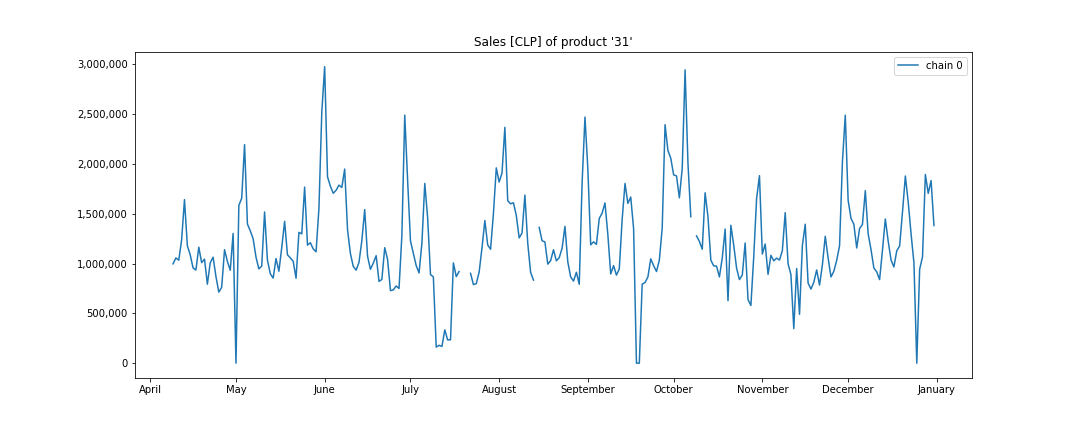 Sales [CLP] of product '31'
chain 0
3,000,000
2,500,000
2,000,000
1,500,000
1,000,000
500,000
0
April May June July August September October November December January